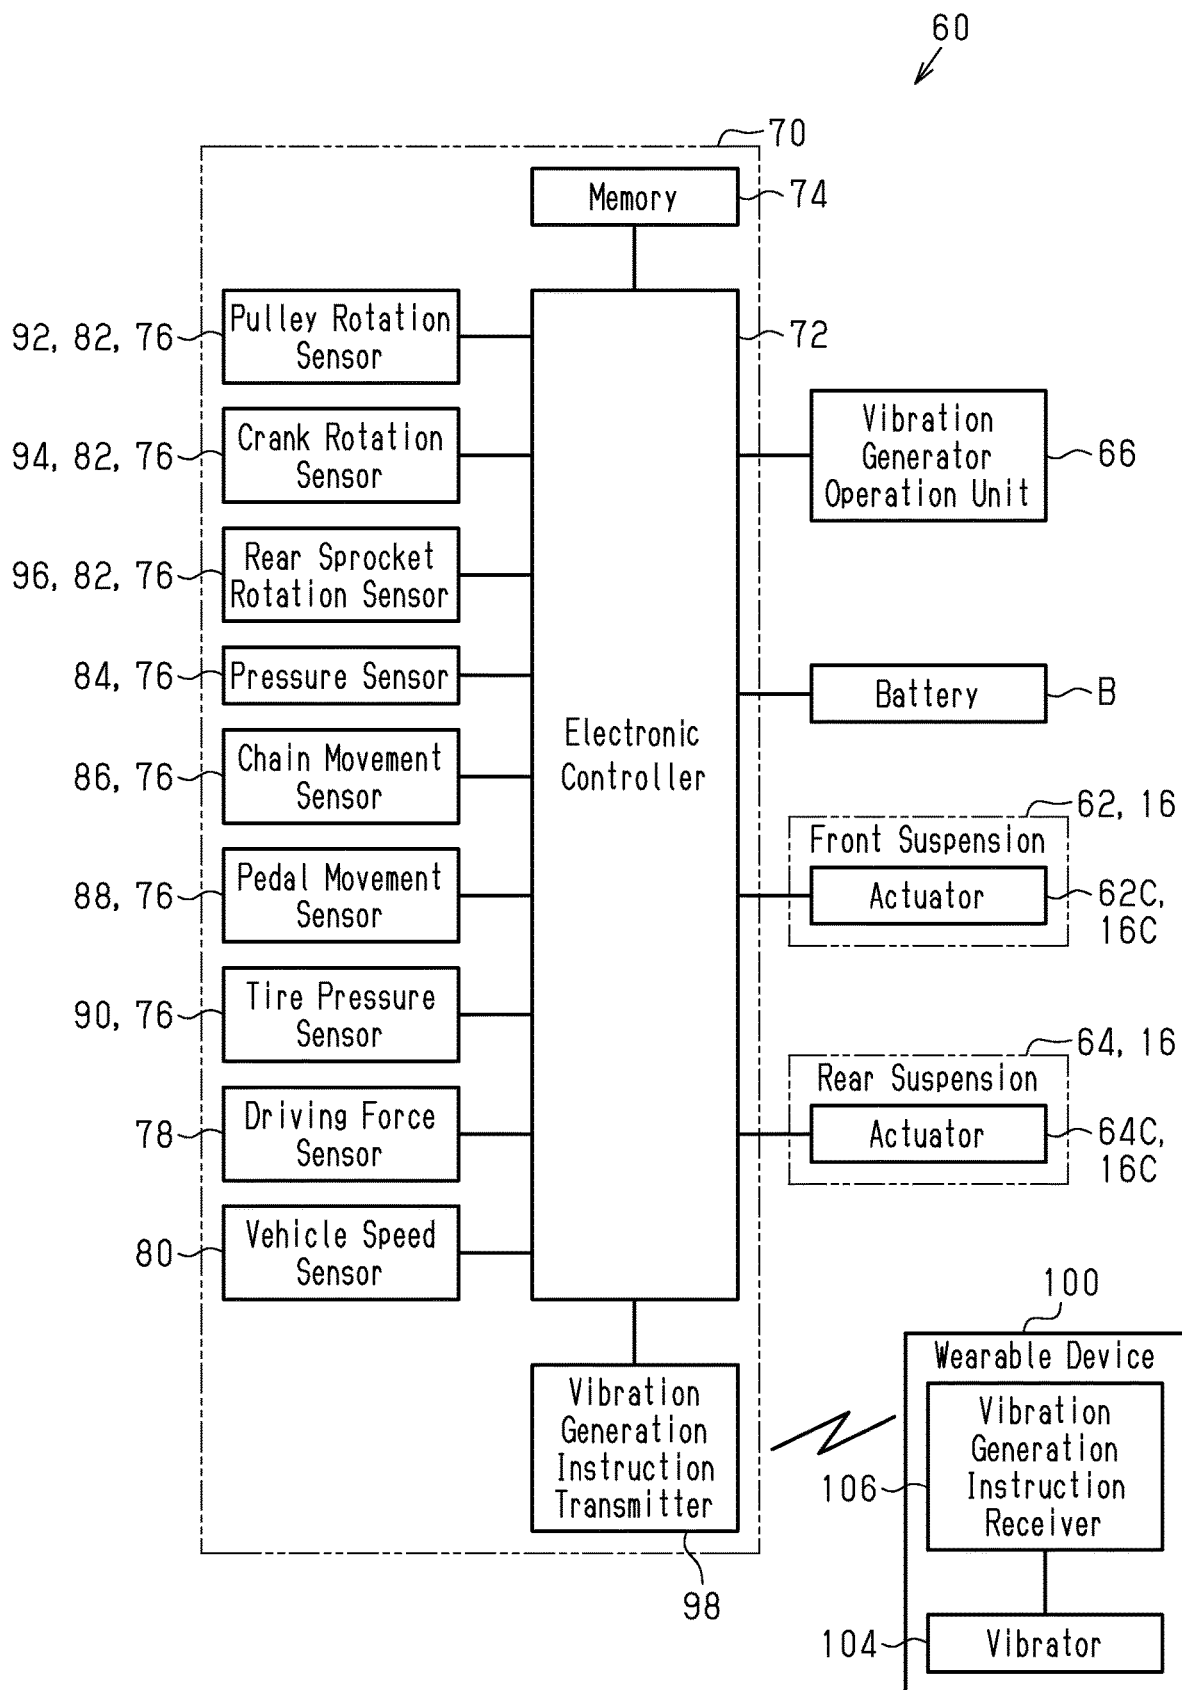 60
70
Memory
74
Pulley Rotation
Sensor
92, 82, 76
72
Crank Rotation
Sensor
94, 82, 76
Vibration
Generator
Operation Unit
66
Rear Sprocket
Rotation Sensor
96, 82, 76
Pressure Sensor
84, 76
Battery
B
Electronic
Controller
Chain Movement
Sensor
86, 76
62, 16
Front Suspension
Actuator
62C,
16C
Pedal Movement
Sensor
88, 76
Tire Pressure
Sensor
90, 76
64, 16
Rear Suspension
Actuator
64C,
16C
Driving Force
Sensor
78
Vehicle Speed
Sensor
80
100
Wearable Device
Vibration
Generation
Instruction
Transmitter
98
Vibration
Generation
Instruction
Receiver
106
Vibrator
104